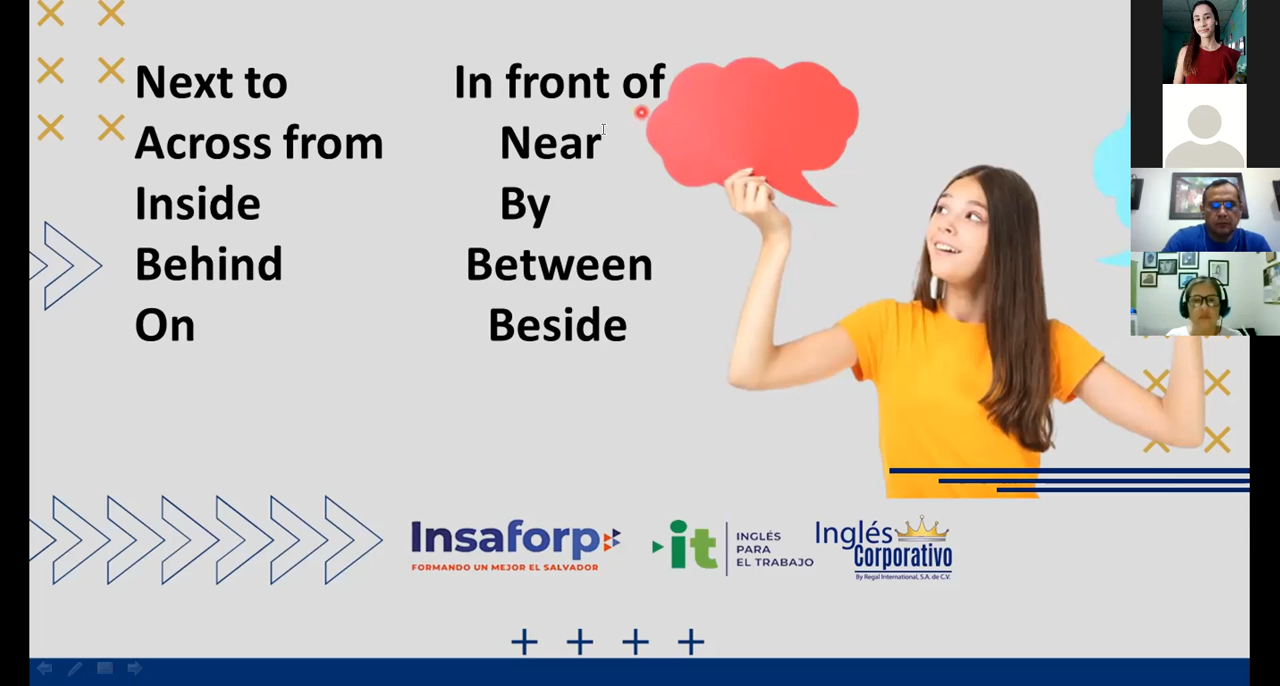 Next to
Across from
Inside
Behind
On
In front of
Near
By
Between
Beside
Insaforp
FORMANDO UN MEJOR EL SALVADOR
it
INGLÉS
PARA
EL TRABAJO
Inglés
Corporativo
By Regal International, S.A. de C.V.